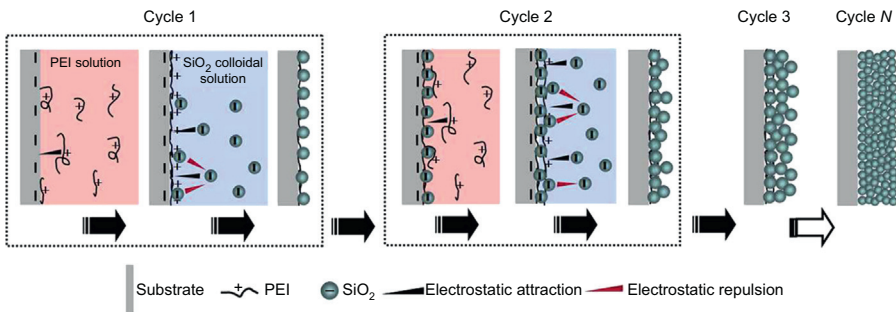 Cycle 1
Cycle 2
Cycle 3
Cycle N
PEI solution
SiO₂ colloidal
solution
Substrate
PEI
SiO₂
Electrostatic attraction
Electrostatic repulsion